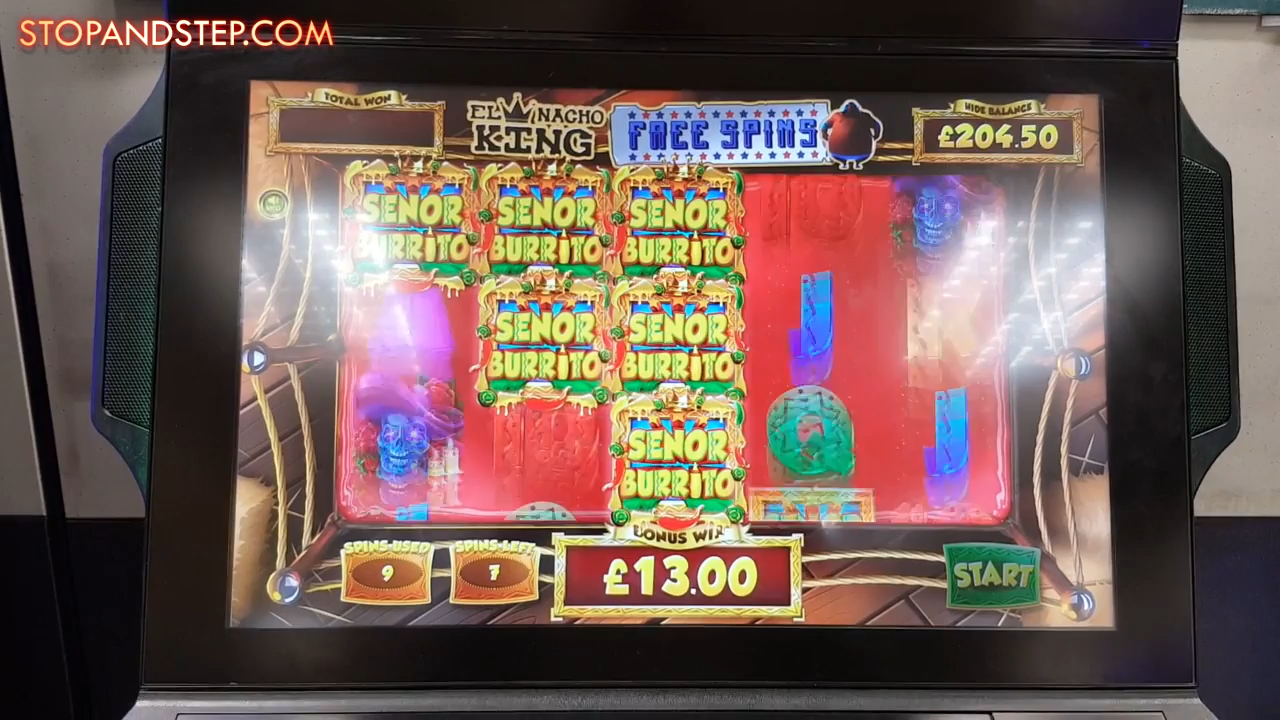 STOPANDSTEP.COM
TOTAL WON
EL NACHO
KING
FREE SPINS
HIDE BALANCE
£204.50
SENOR
BURRITO
SENOR
BURRITO
SENOR
BURRITO
SENOR
BURRITO
SENOR
BURRITO
SENOR
BURRITO
BONUS WIN
SPINS USED
9
SPINS LEFT
7
£13.00
START